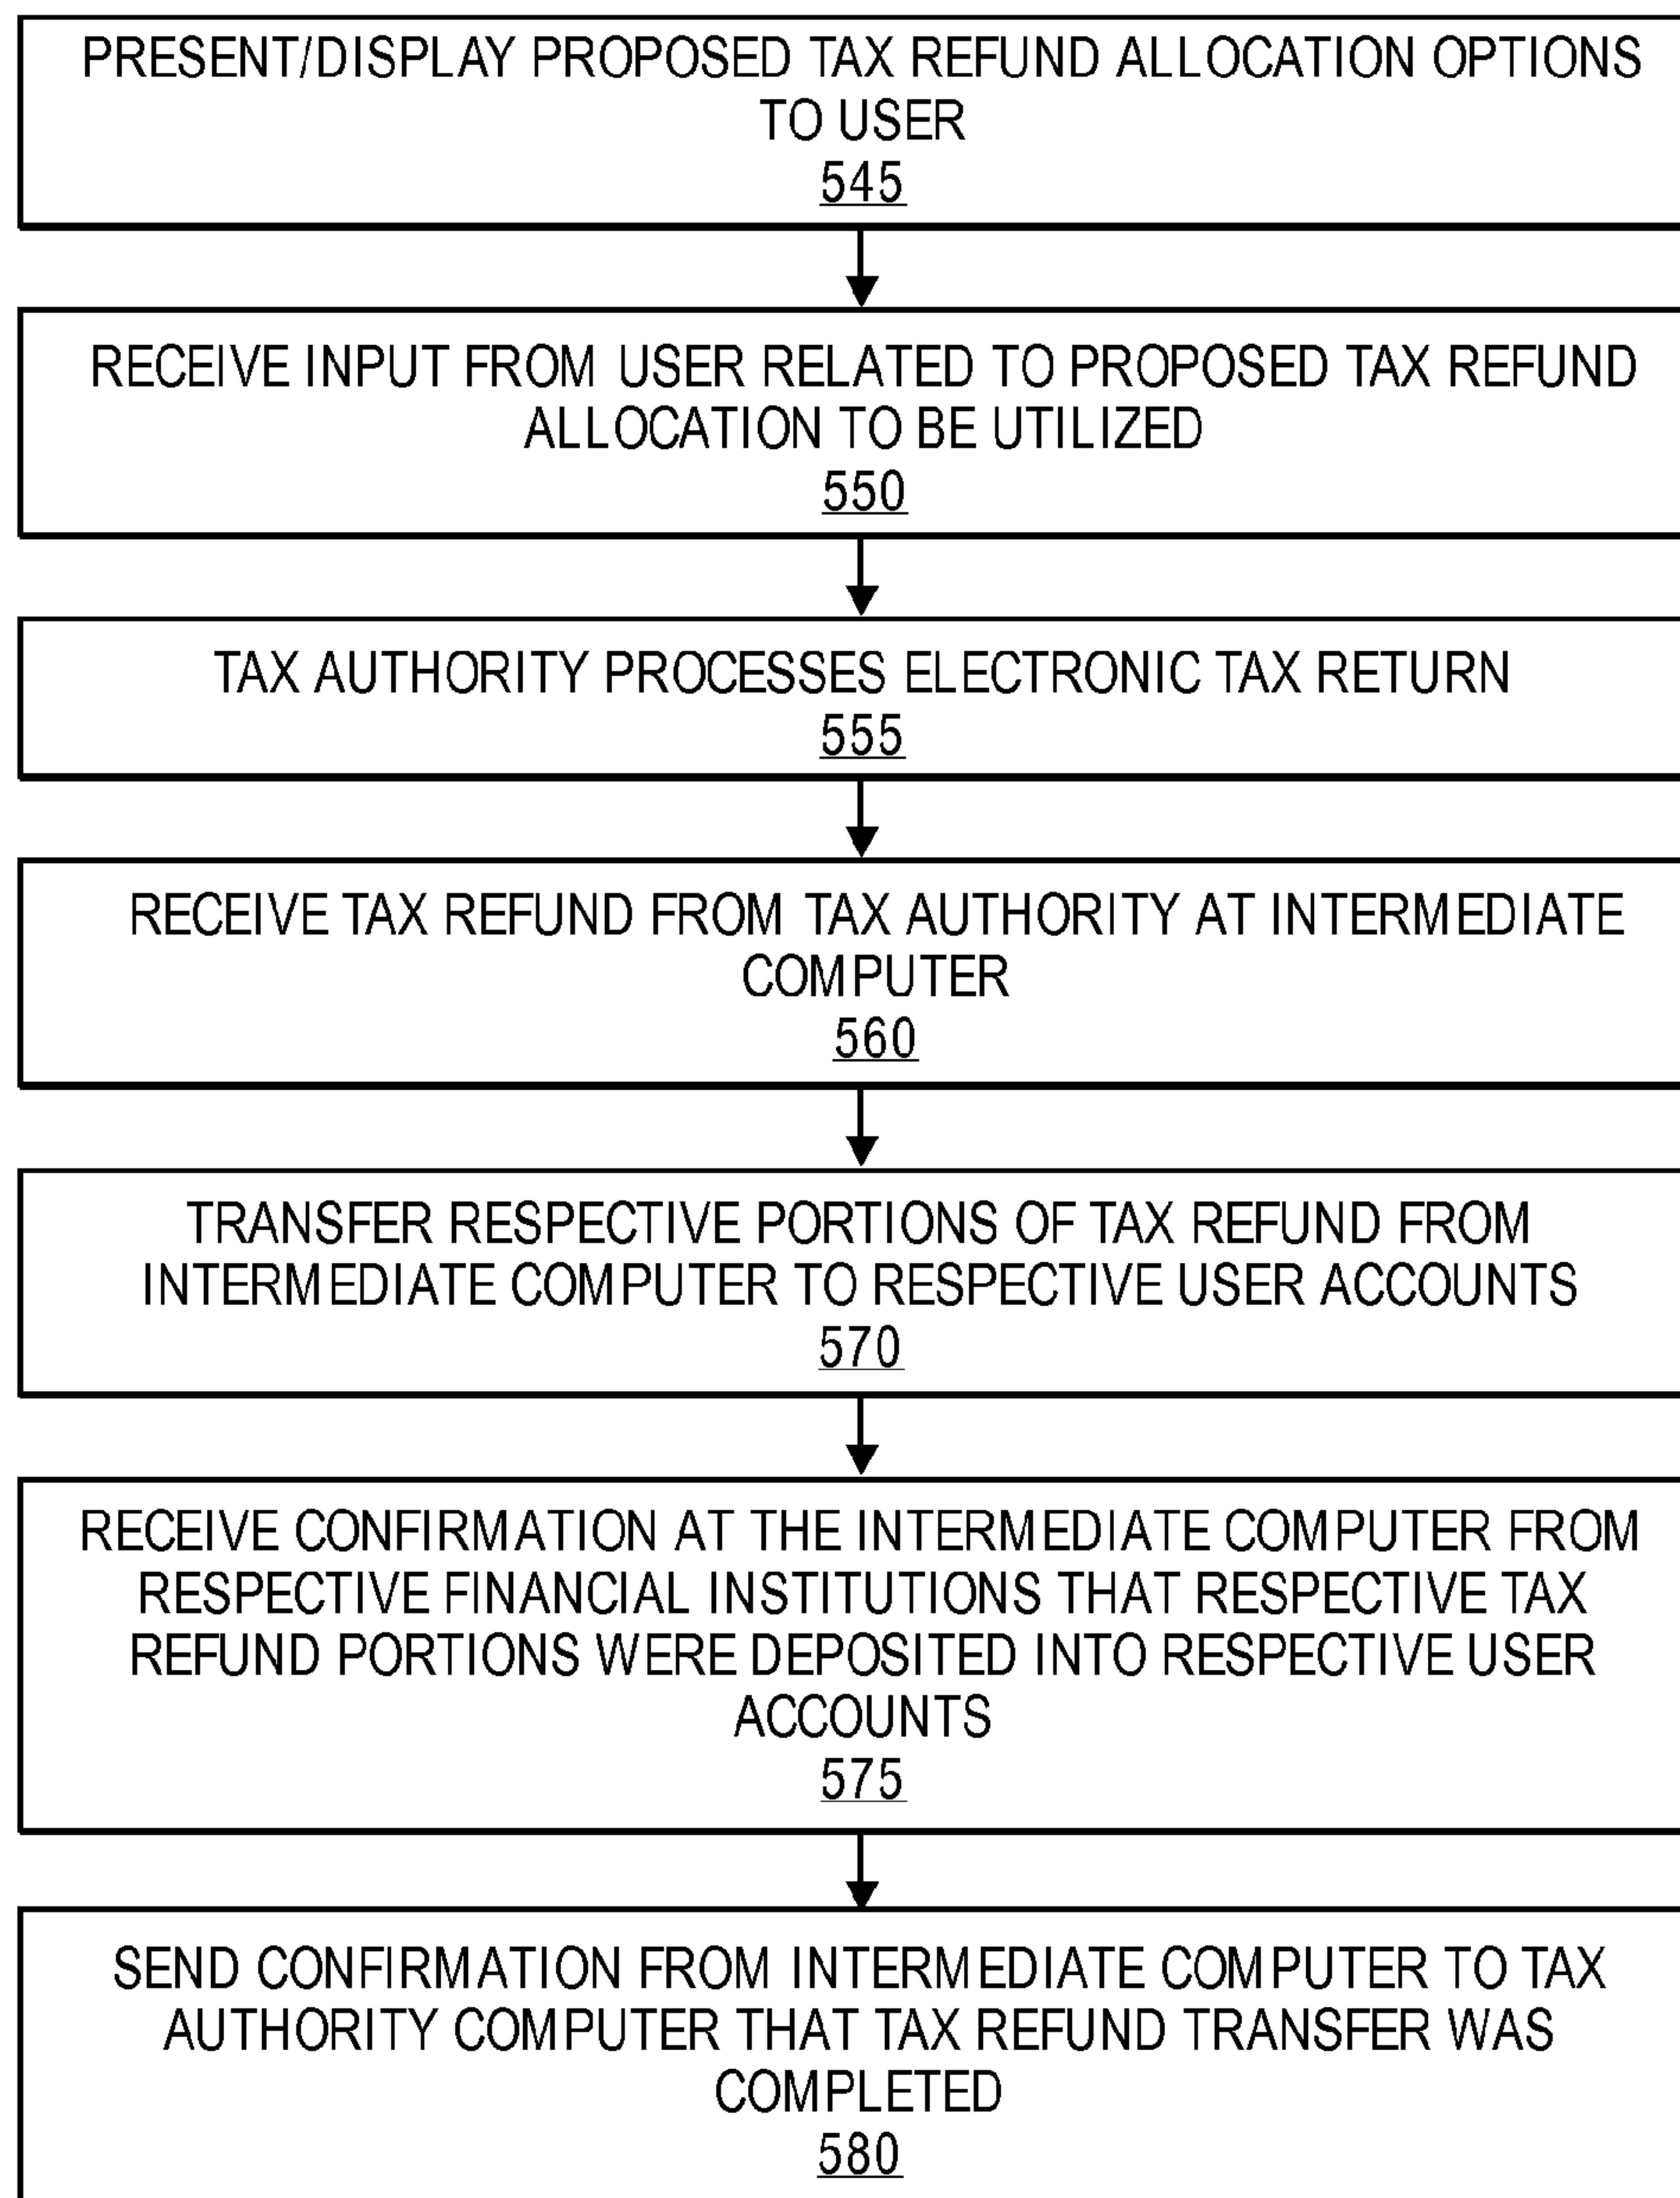 PRESENT/DISPLAY PROPOSED TAX REFUND ALLOCATION OPTIONS
TO USER
545
RECEIVE INPUT FROM USER RELATED TO PROPOSED TAX REFUND
ALLOCATION TO BE UTILIZED
550
TAX AUTHORITY PROCESSES ELECTRONIC TAX RETURN
555
RECEIVE TAX REFUND FROM TAX AUTHORITY AT INTERMEDIATE
COMPUTER
560
TRANSFER RESPECTIVE PORTIONS OF TAX REFUND FROM
INTERMEDIATE COMPUTER TO RESPECTIVE USER ACCOUNTS
570
RECEIVE CONFIRMATION AT THE INTERMEDIATE COMPUTER FROM
RESPECTIVE FINANCIAL INSTITUTIONS THAT RESPECTIVE TAX
REFUND PORTIONS WERE DEPOSITED INTO RESPECTIVE USER
ACCOUNTS
575
SEND CONFIRMATION FROM INTERMEDIATE COMPUTER TO TAX
AUTHORITY COMPUTER THAT TAX REFUND TRANSFER WAS
COMPLETED
580